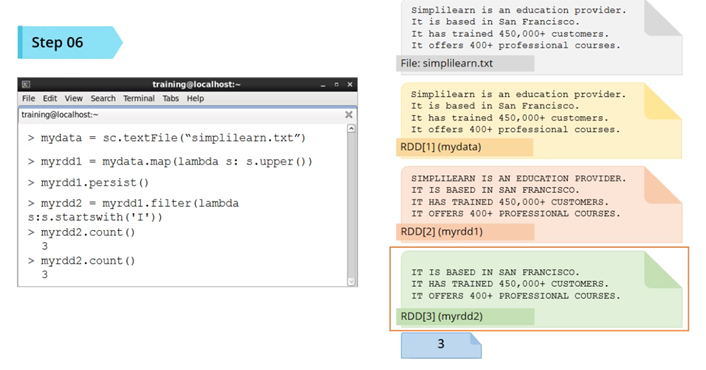 Step 06
training@localhost:~
File Edit View Search Terminal Tabs Help
training@localhost:~
> mydata = sc.textFile(“simplilearn.txt”)
> myrdd1 = mydata.map(lambda s: s.upper())
> myrdd1.persist()
> myrdd2 = myrdd1.filter(lambda
s:s.startswith('I'))
> myrdd2.count()
3
> myrdd2.count()
3
Simplilearn is an education provider.
It is based in San Francisco.
It has trained 450,000+ customers.
It offers 400+ professional courses.
File: simplilearn.txt
Simplilearn is an education provider.
It is based in San Francisco.
It has trained 450,000+ customers.
It offers 400+ professional courses.
RDD[1] (mydata)
SIMPLILEARN IS AN EDUCATION PROVIDER.
IT IS BASED IN SAN FRANCISCO.
IT HAS TRAINED 450,000+ CUSTOMERS.
IT OFFERS 400+ PROFESSIONAL COURSES.
RDD[2] (myrdd1)
IT IS BASED IN SAN FRANCISCO.
IT HAS TRAINED 450,000+ CUSTOMERS.
IT OFFERS 400+ PROFESSIONAL COURSES.
RDD[3] (myrdd2)
3